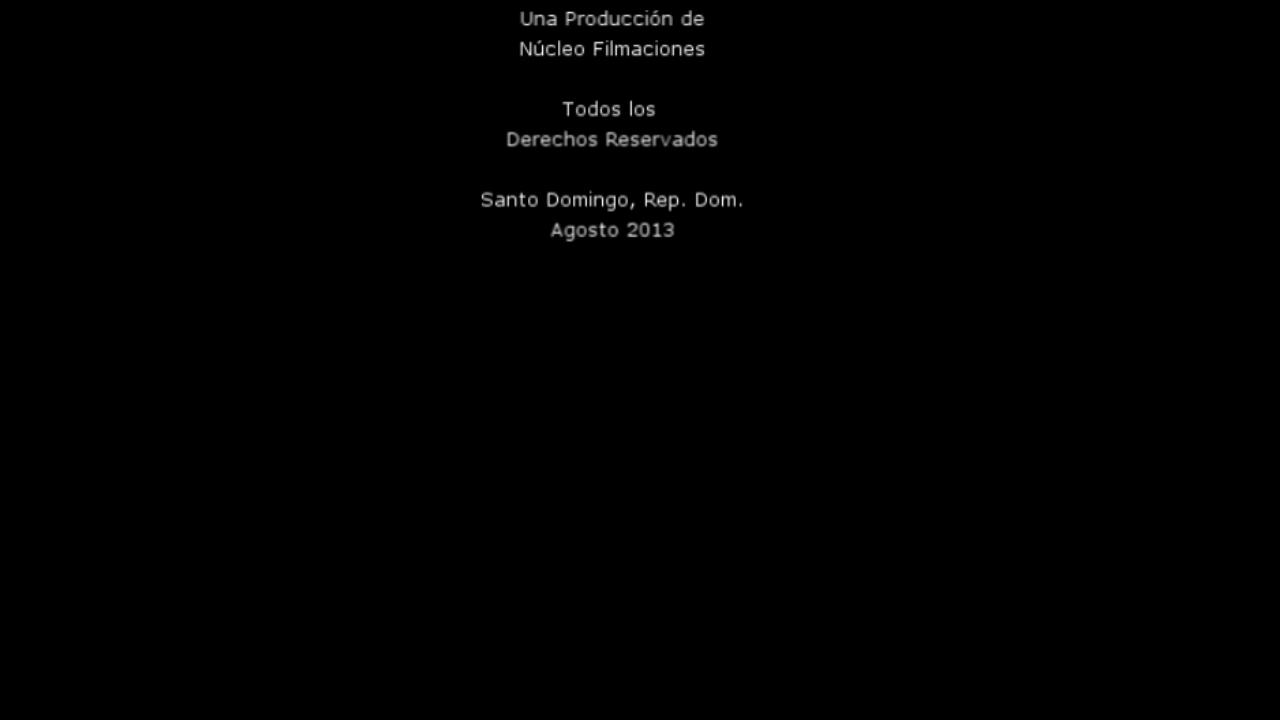 Una Producción de
Núcleo Filmaciones
Todos los
Derechos Reservados
Santo Domingo, Rep. Dom.
Agosto 2013